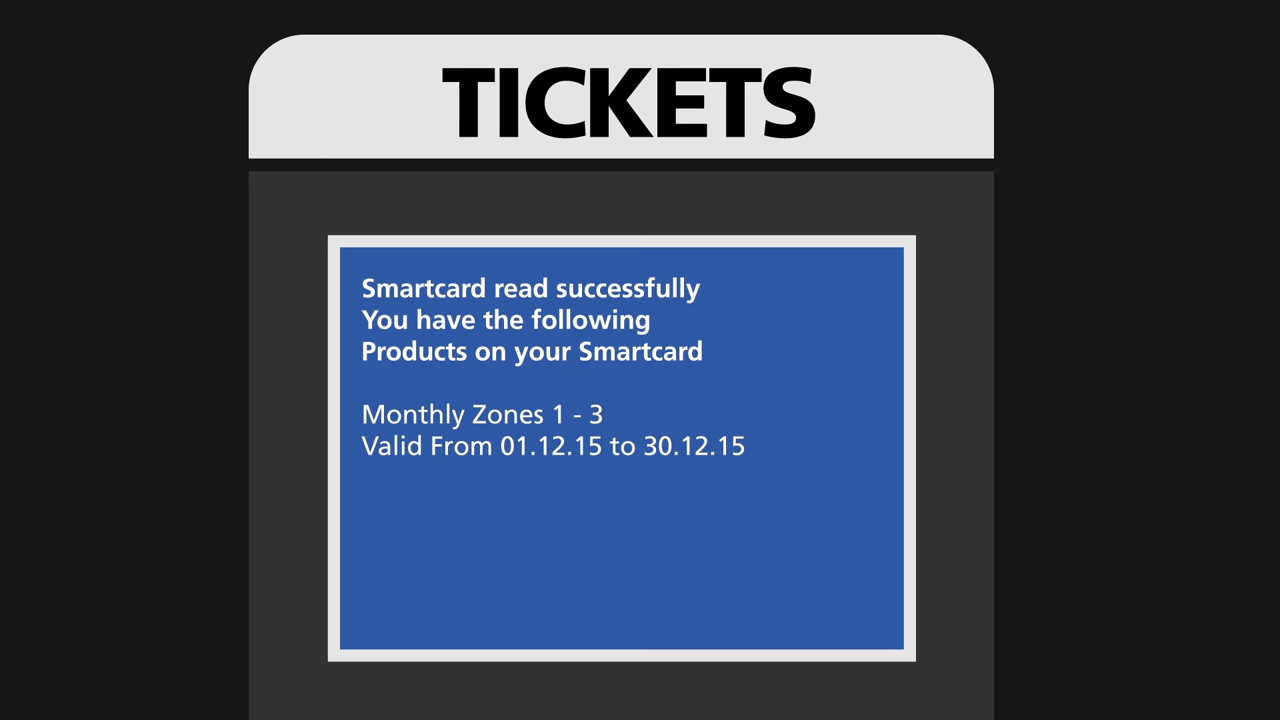 TICKETS
Smartcard read successfully
You have the following
Products on your Smartcard
Monthly Zones 1 - 3
Valid From 01.12.15 to 30.12.15